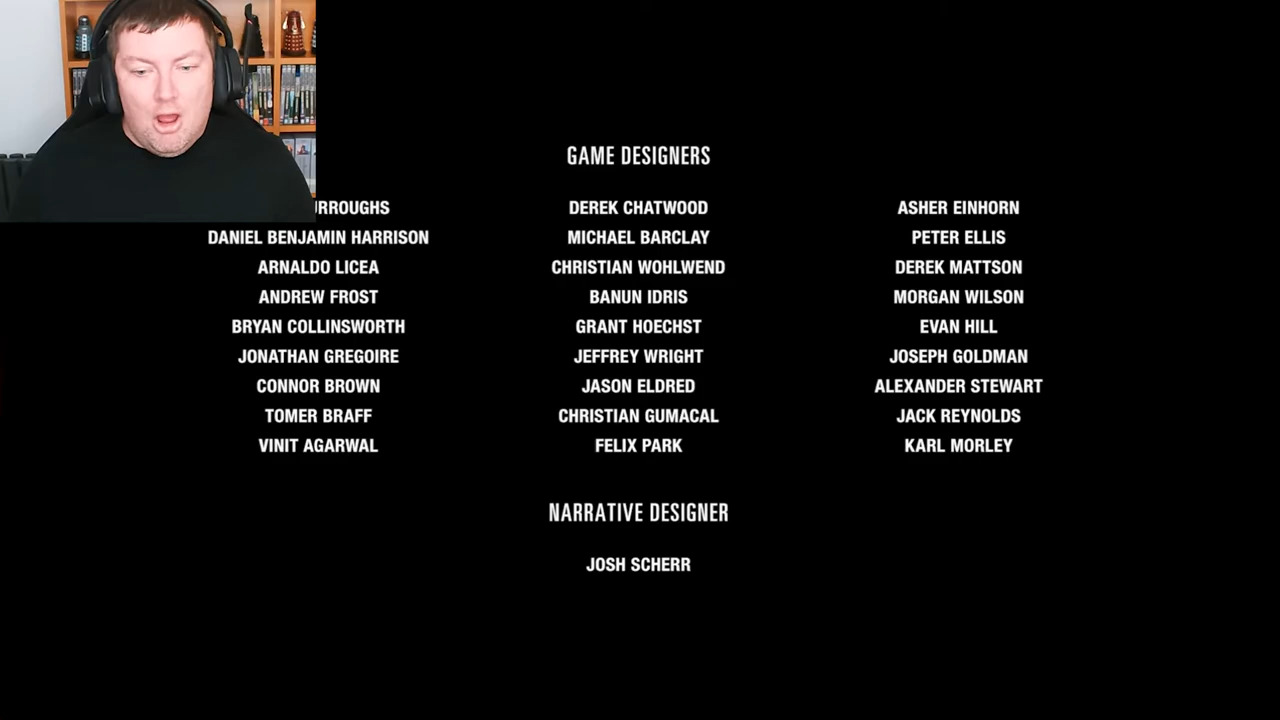 GAME DESIGNERS
DEREK CHATWOOD ASHER EINHORN
DANIEL BENJAMIN HARRISON MICHAEL BARCLAY PETER ELLIS
ARNALDO LICEA CHRISTIAN WOHLWEND DEREK MATTSON
ANDREW FROST BANUN IDRIS MORGAN WILSON
BRYAN COLLINSWORTH GRANT HOECHST EVAN HILL
JONATHAN GREGOIRE JEFFREY WRIGHT JOSEPH GOLDMAN
CONNOR BROWN JASON ELDRED ALEXANDER STEWART
TOMER BRAFF CHRISTIAN GUMACAL JACK REYNOLDS
VINIT AGARWAL FELIX PARK KARL MORLEY
NARRATIVE DESIGNER
JOSH SCHERR